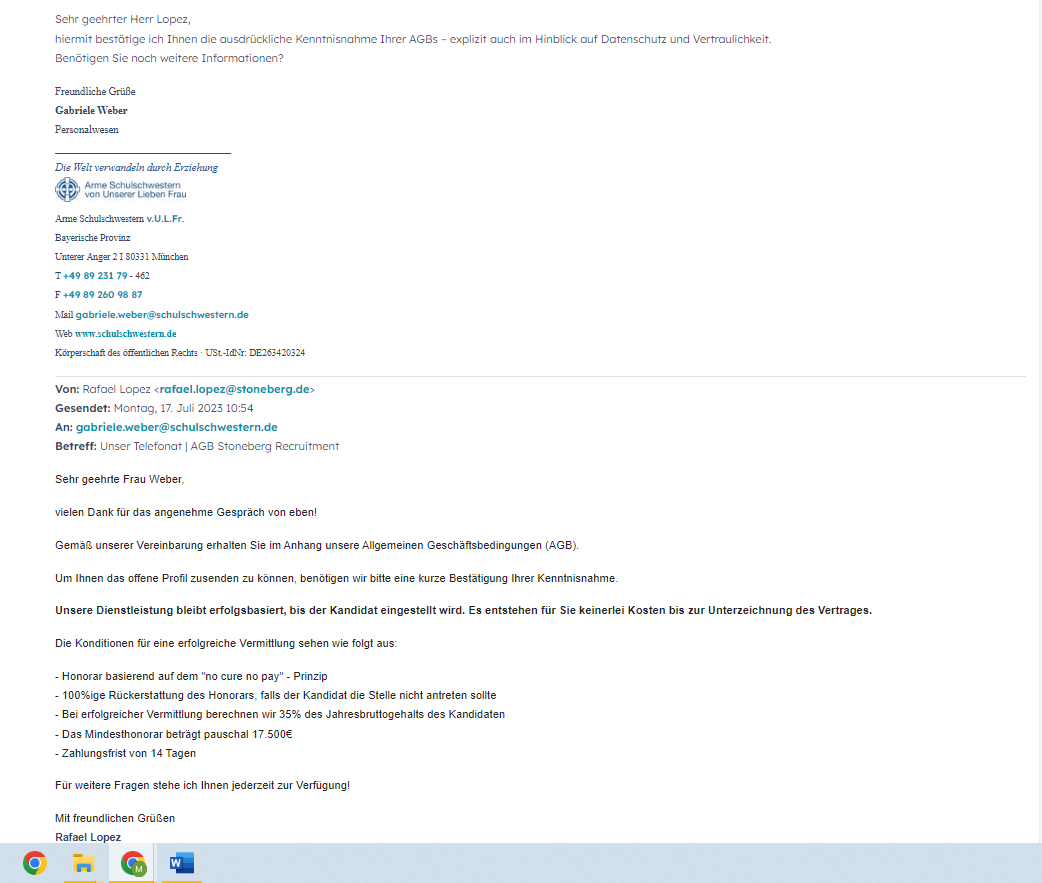 Sehr geehrter Herr Lopez,
hiermit bestätige ich Ihnen die ausdrückliche Kenntnisnahme Ihrer AGBs – explizit auch im Hinblick auf Datenschutz und Vertraulichkeit.
Benötigen Sie noch weitere Informationen?
Freundliche Grüße
Gabriele Weber
Personalwesen
Die Welt verwandeln durch Erziehung
Arme Schulschwestern
von Unserer Lieben Frau
Arme Schulschwestern v.U.L.Fr.
Bayerische Provinz
Unterer Anger 2 I 80331 München
T +49 89 231 79 - 462
F +49 89 260 98 87
Mail gabriele.weber@schulschwestern.de
Web www.schulschwestern.de
Körperschaft des öffentlichen Rechts · USt.-IdNr: DE263420324
Von: Rafael Lopez <rafael.lopez@stoneberg.de>
Gesendet: Montag, 17. Juli 2023 10:54
An: gabriele.weber@schulschwestern.de
Betreff: Unser Telefonat | AGB Stoneberg Recruitment
Sehr geehrte Frau Weber,
vielen Dank für das angenehme Gespräch von eben!
Gemäß unserer Vereinbarung erhalten Sie im Anhang unsere Allgemeinen Geschäftsbedingungen (AGB).
Um Ihnen das offene Profil zusenden zu können, benötigen wir bitte eine kurze Bestätigung Ihrer Kenntnisnahme.
Unsere Dienstleistung bleibt erfolgsbasiert, bis der Kandidat eingestellt wird. Es entstehen für Sie keinerlei Kosten bis zur Unterzeichnung des Vertrages.
Die Konditionen für eine erfolgreiche Vermittlung sehen wie folgt aus:
- Honorar basierend auf dem "no cure no pay" - Prinzip
- 100%ige Rückerstattung des Honorars, falls der Kandidat die Stelle nicht antreten sollte
- Bei erfolgreicher Vermittlung berechnen wir 35% des Jahresbruttogehalts des Kandidaten
- Das Mindesthonorar beträgt pauschal 17.500€
- Zahlungsfrist von 14 Tagen
Für weitere Fragen stehe ich Ihnen jederzeit zur Verfügung!
Mit freundlichen Grüßen
Rafael Lopez
M
W